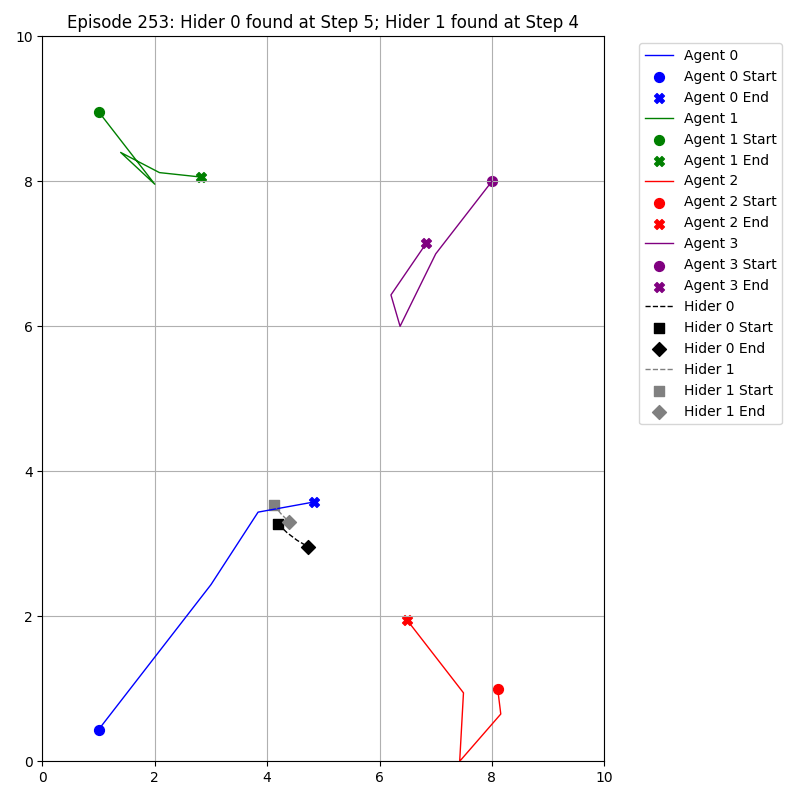 Episode 253: Hider 0 found at Step 5; Hider 1 found at Step 4
10
8
6
4
2
0
0
2
4
6
8
10
Agent 0
Agent 0 Start
Agent 0 End
Agent 1
Agent 1 Start
Agent 1 End
Agent 2
Agent 2 Start
Agent 2 End
Agent 3
Agent 3 Start
Agent 3 End
Hider 0
Hider 0 Start
Hider 0 End
Hider 1
Hider 1 Start
Hider 1 End